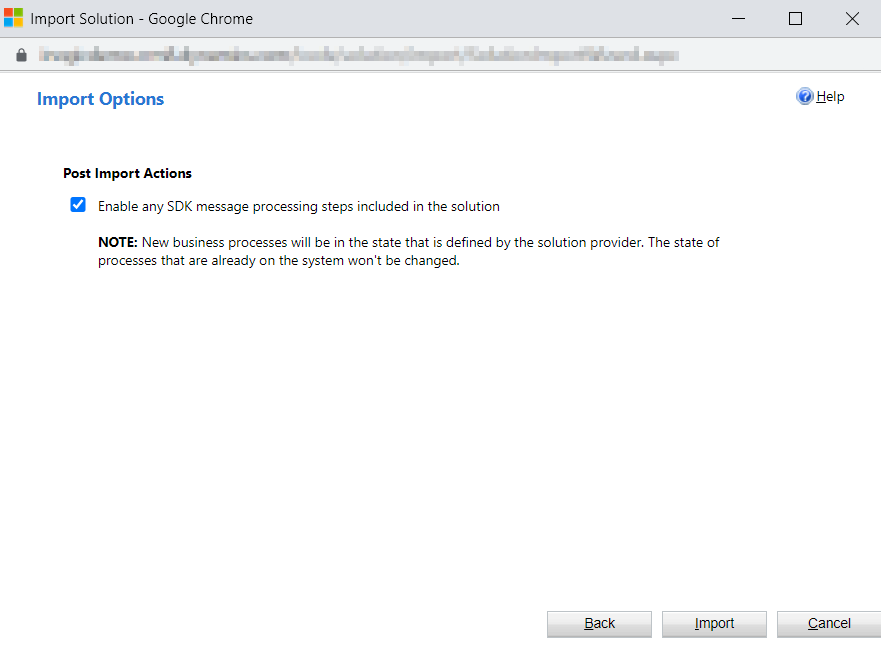 Import Solution - Google Chrome
Import Options
Help
Post Import Actions
Enable any SDK message processing steps included in the solution
NOTE: New business processes will be in the state that is defined by the solution provider. The state of
processes that are already on the system won't be changed.
Back
Import
Cancel